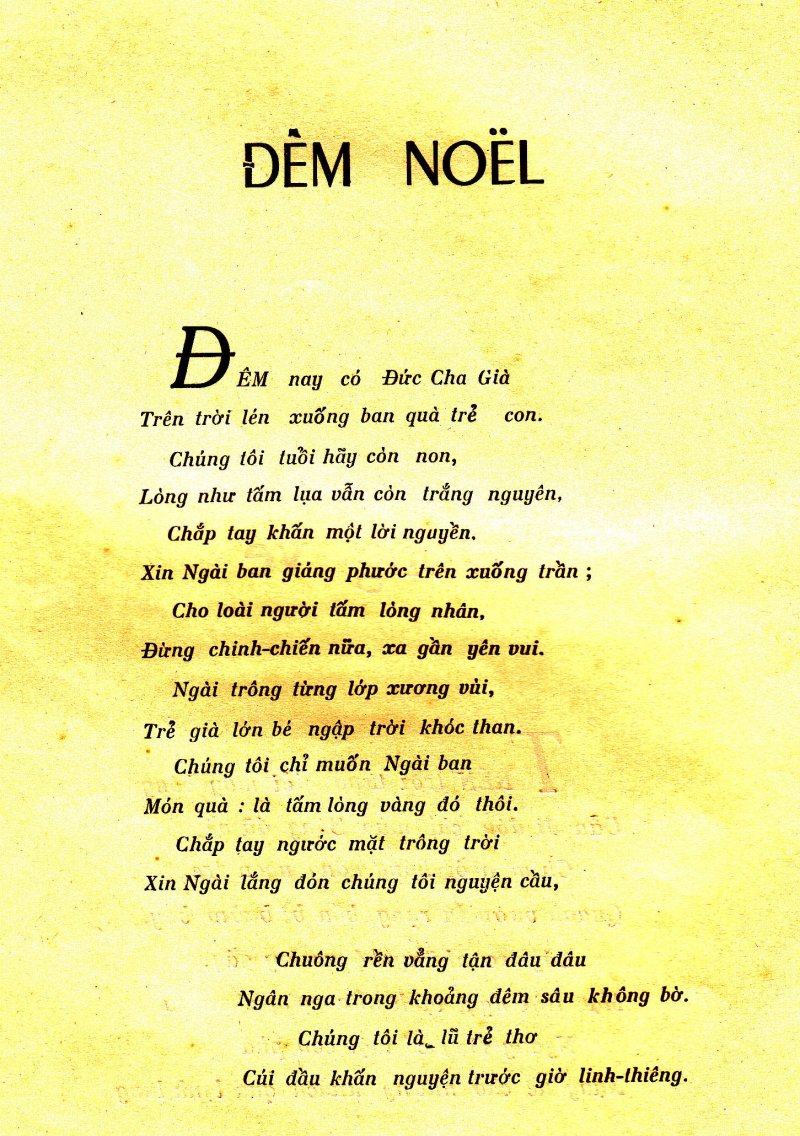 ĐÊM NOËL
ĐÊM nay có Đức Cha Già
Trên trời lén xuống ban quà trẻ con.
Chúng tôi tuổi hãy còn non,
Lòng như tấm lụa vẫn còn trắng nguyên,
Chắp tay khấn một lời nguyền.
Xin Ngài ban giáng phước trên xuống trần ;
Cho loài người tấm lòng nhân,
Đừng chinh-chiến nữa, xa gần yên vui.
Ngài trông từng lớp xương vùi,
Trẻ già lớn bé ngập trời khóc than.
Chúng tôi chỉ muốn Ngài ban
Món quà : là tấm lòng vàng đó thôi.
Chắp tay ngước mặt trông trời
Xin Ngài lắng đón chúng tôi nguyện cầu,
Chuông rền vẳng tận đâu đâu
Ngân nga trong khoảng đêm sâu không bờ.
Chúng tôi là lũ trẻ thơ
Cúi đầu khấn nguyện trước giờ linh-thiêng.